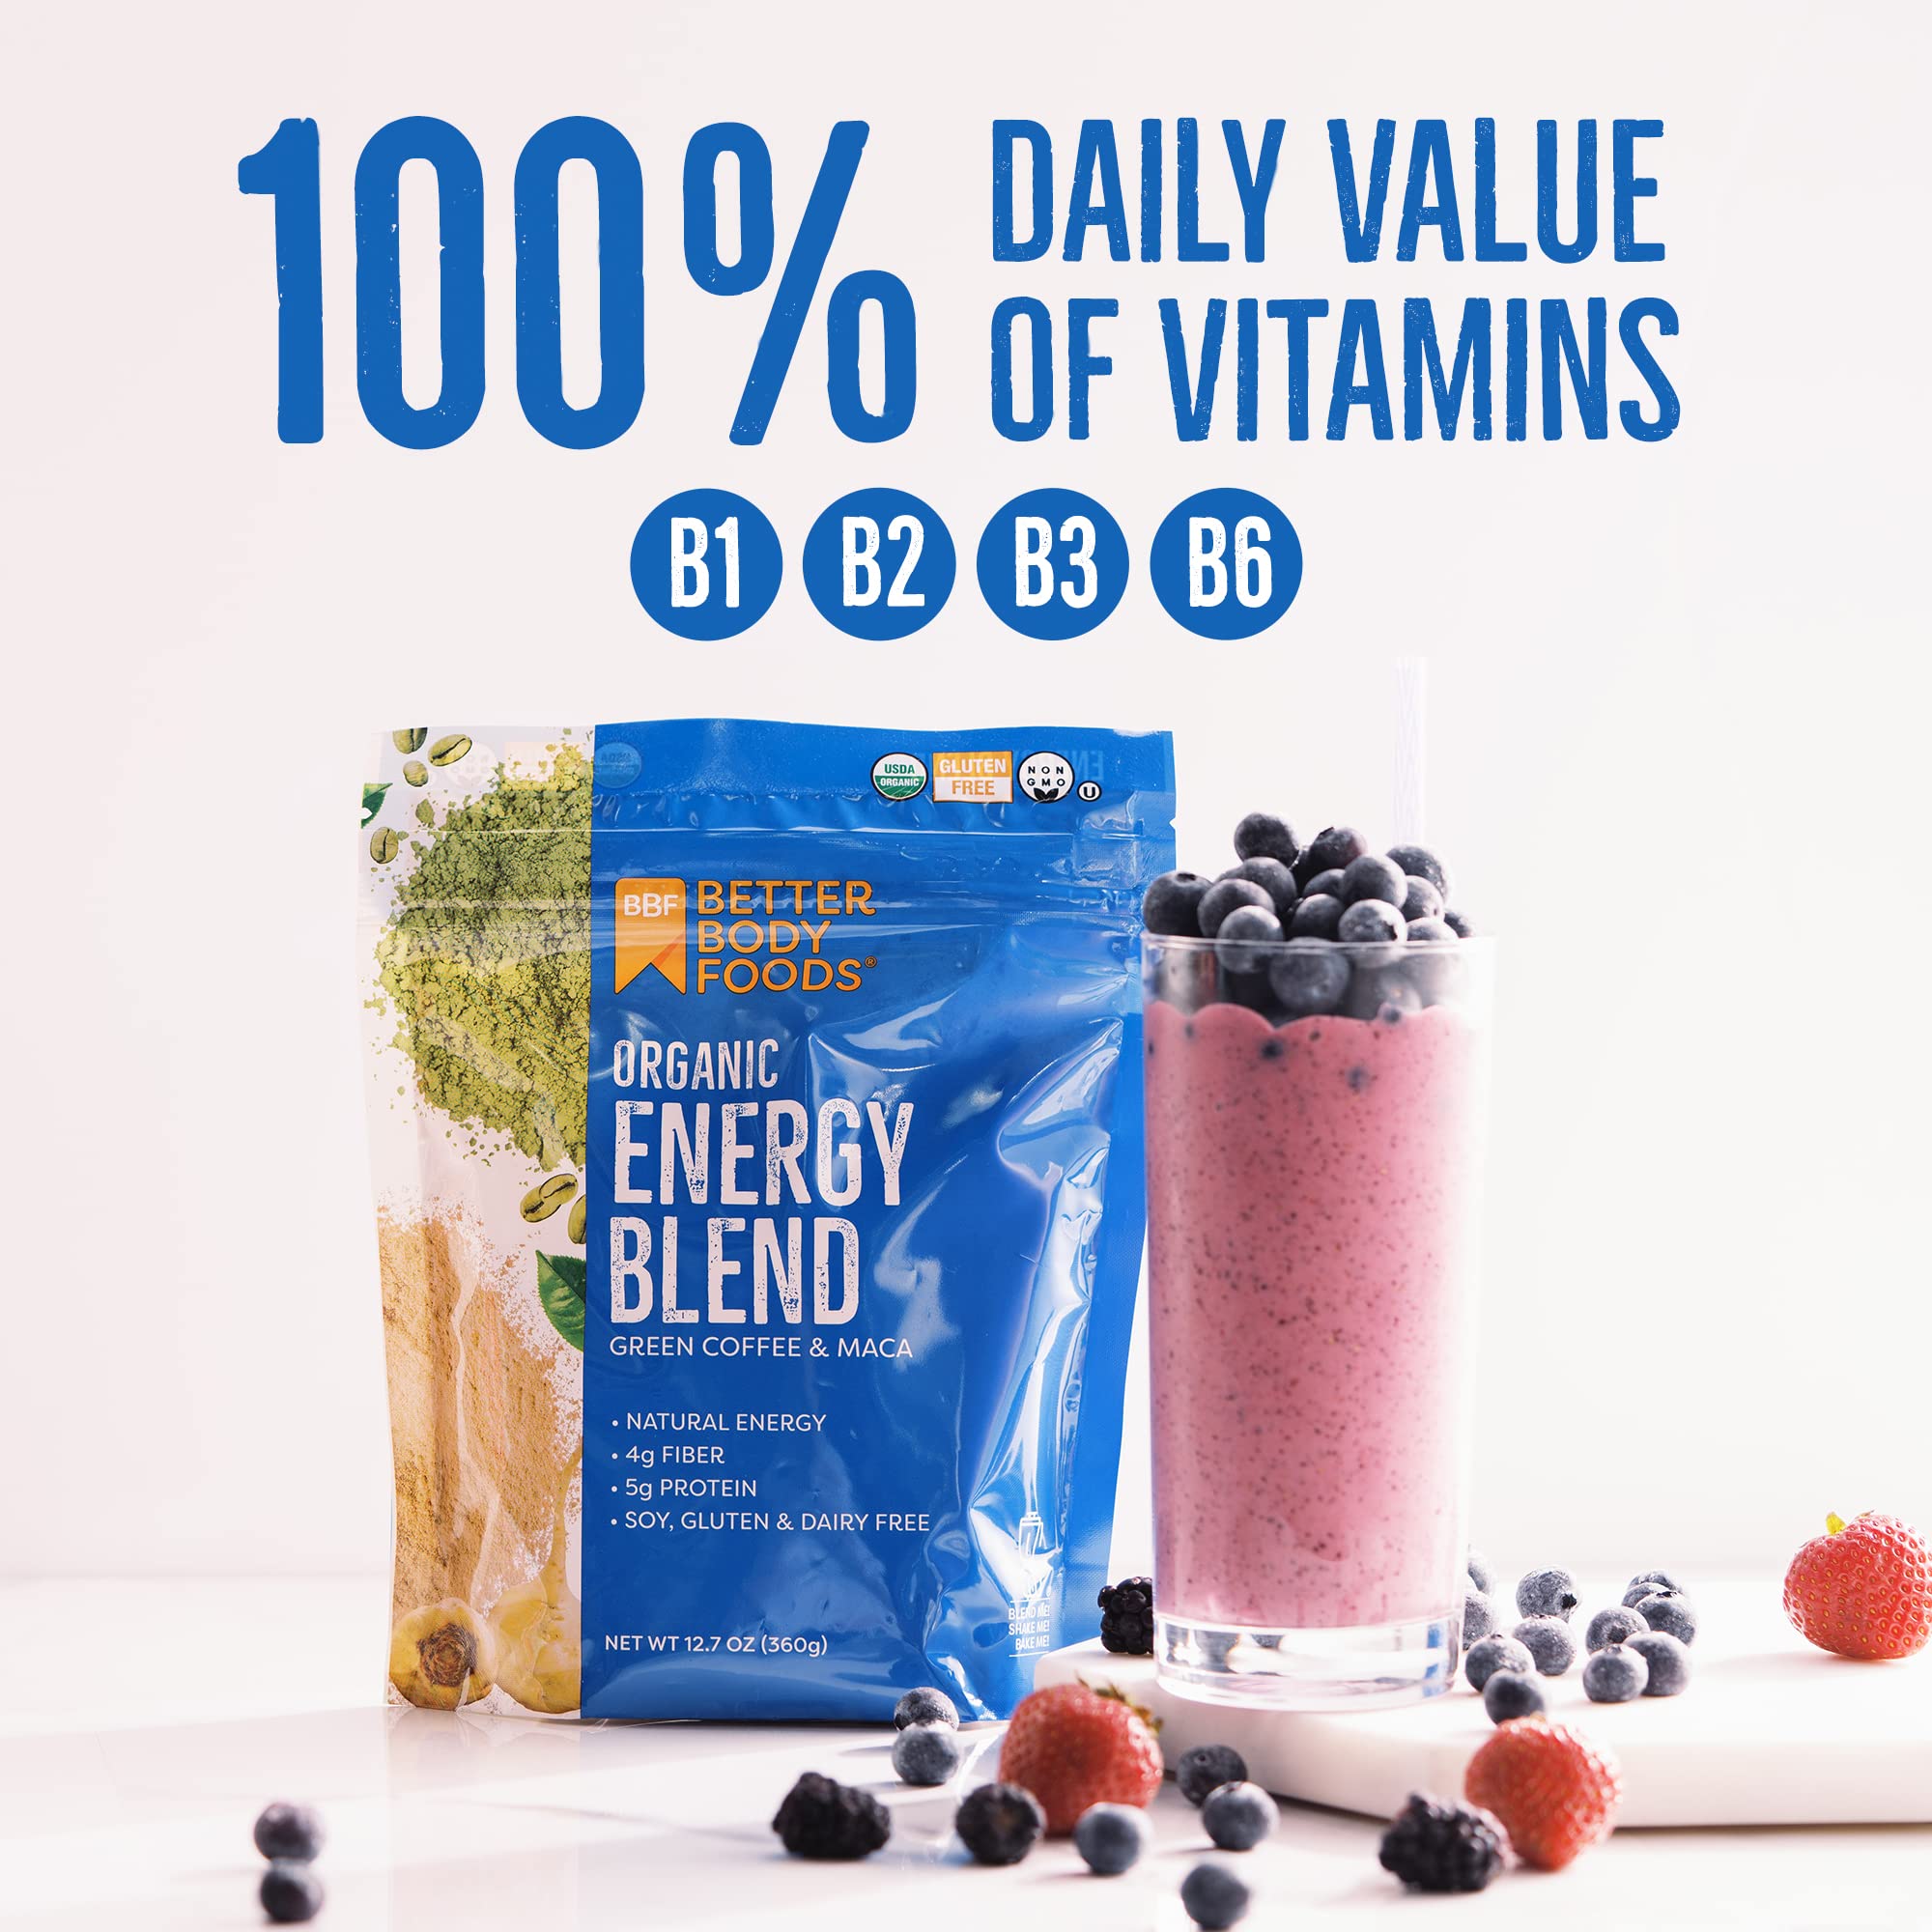 100% DAILY VALUE
OF VITAMINS
B1 B2 B3 B6
USDA
ORGANIC
GLUTEN
FREE
NON
GMO
U
BBF
BETTER
BODY
FOODS®
ORGANIC
ENERGY
BLEND
GREEN COFFEE & MACA
• NATURAL ENERGY
• 4g FIBER
• 5g PROTEIN
• SOY, GLUTEN & DAIRY FREE
BLEND ME!
SHAKE ME!
BAKE ME!
NET WT 12.7 OZ (360g)